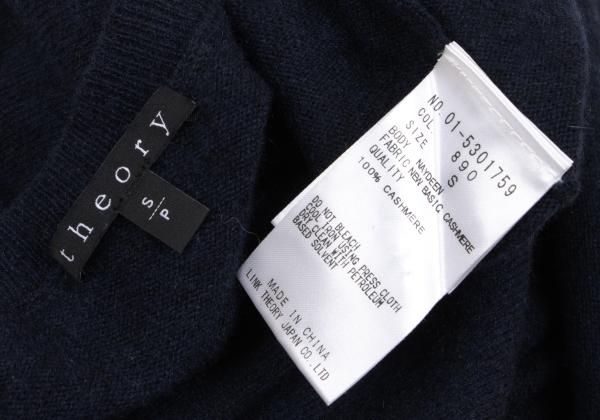 theory
S
P
NO. 01-5301759
COL 890
SIZE S
BODY NAYDEEN
FABRIC NEW BASIC CASHMERE
QUALITY
100% CASHMERE
DO NOT BLEACH
COOL IRON USING PRESS CLOTH
DRY CLEAN WITH PETROLEUM
BASED SOLVENT
MADE IN CHINA
LINK THEORY JAPAN CO.,LTD